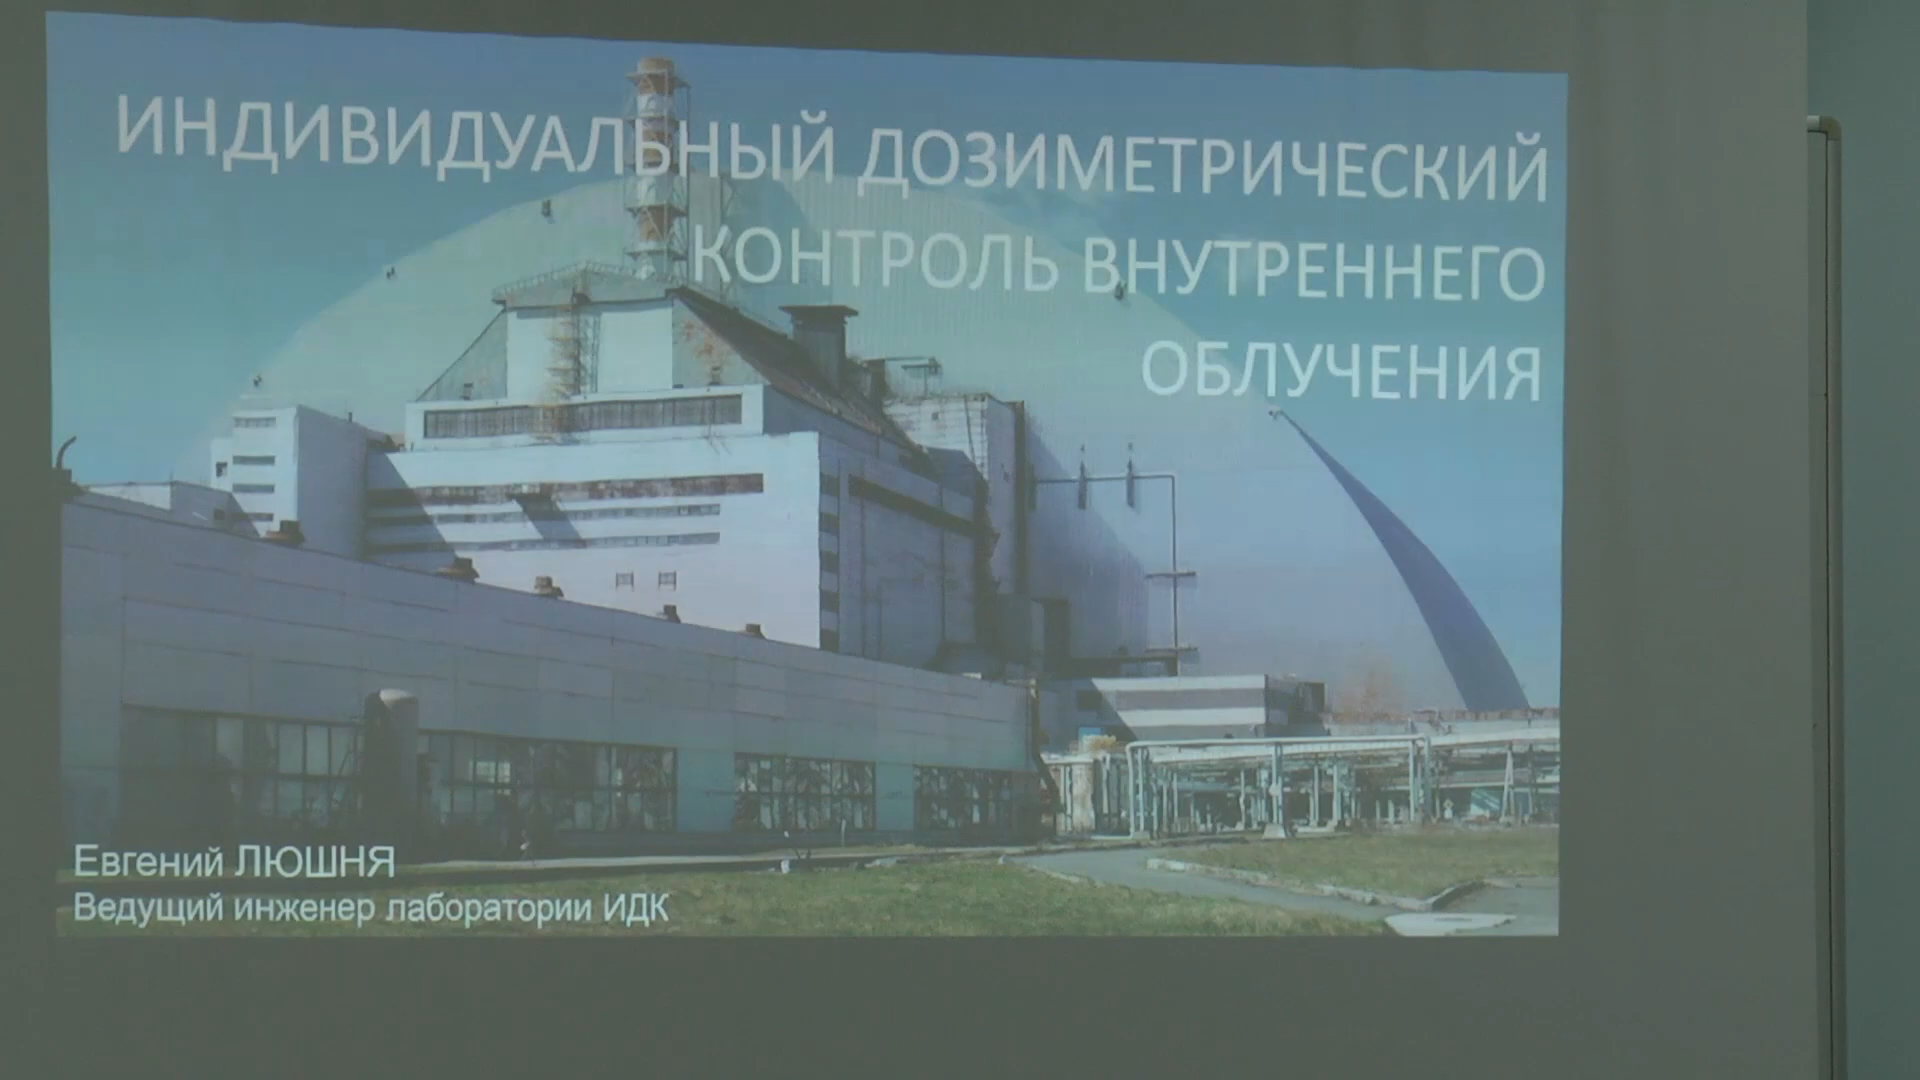 ИНДИВИДУАЛЬНЫЙ ДОЗИМЕТРИЧЕСКИЙ
КОНТРОЛЬ ВНУТРЕННЕГО
ОБЛУЧЕНИЯ
Евгений ЛЮШНЯ
Ведущий инженер лаборатории ИДК